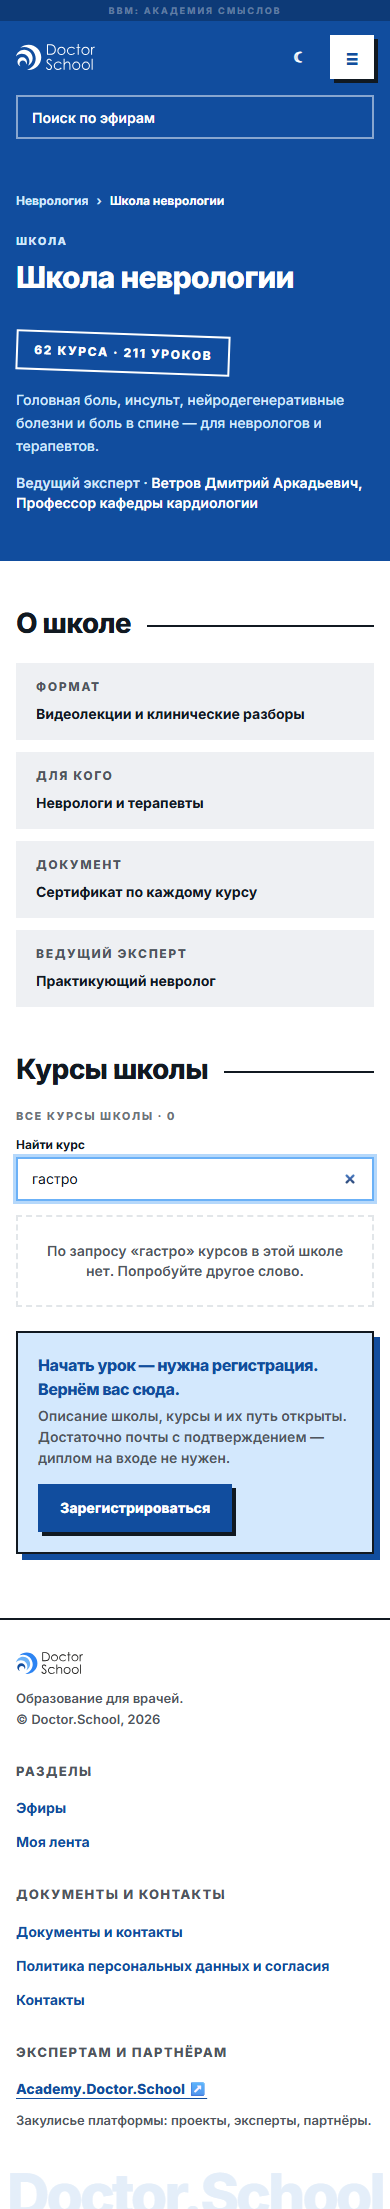 ВВМ: АКАДЕМИЯ СМЫСЛОВ
Doctor
School
Поиск по эфирам
Неврология › Школа неврологии
ШКОЛА
Школа неврологии
62 КУРСА · 211 УРОКОВ
Головная боль, инсульт, нейродегенеративные
болезни и боль в спине — для неврологов и
терапевтов.
Ведущий эксперт · Ветров Дмитрий Аркадьевич,
Профессор кафедры кардиологии
О школе
ФОРМАТ
Видеолекции и клинические разборы
ДЛЯ КОГО
Неврологи и терапевты
ДОКУМЕНТ
Сертификат по каждому курсу
ВЕДУЩИЙ ЭКСПЕРТ
Практикующий невролог
Курсы школы
ВСЕ КУРСЫ ШКОЛЫ · 0
Найти курс
гастро
По запросу «гастро» курсов в этой школе
нет. Попробуйте другое слово.
Начать урок — нужна регистрация.
Вернём вас сюда.
Описание школы, курсы и их путь открыты.
Достаточно почты с подтверждением —
диплом на входе не нужен.
Зарегистрироваться
Doctor
School
Образование для врачей.
© Doctor.School, 2026
РАЗДЕЛЫ
Эфиры
Моя лента
ДОКУМЕНТЫ И КОНТАКТЫ
Документы и контакты
Политика персональных данных и согласия
Контакты
ЭКСПЕРТАМ И ПАРТНЁРАМ
Academy.Doctor.School ↗
Закулисье платформы: проекты, эксперты, партнёры.
Doctor.School